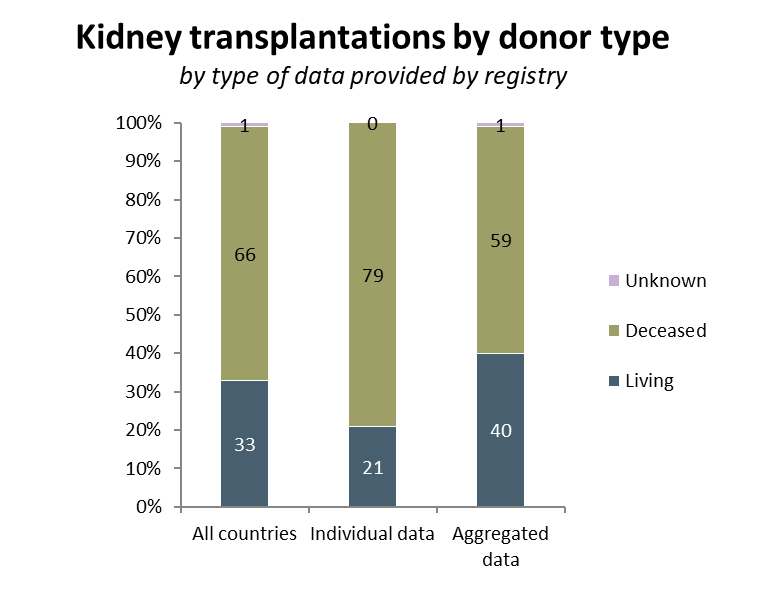 Kidney transplantations by donor type
by type of data provided by registry
100%
90%
80%
70%
60%
50%
40%
30%
20%
10%
0%
1
0
1
66
79
59
33
21
40
All countries
Individual data
Aggregated
data
Unknown
Deceased
Living